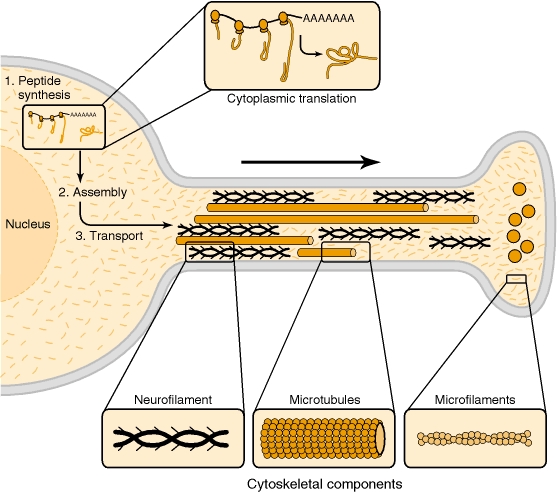 AAAAAAA
Cytoplasmic translation
1. Peptide
synthesis
AAAAAAA
2. Assembly
Nucleus
3. Transport
Neurofilament
Microtubules
Microfilaments
Cytoskeletal components